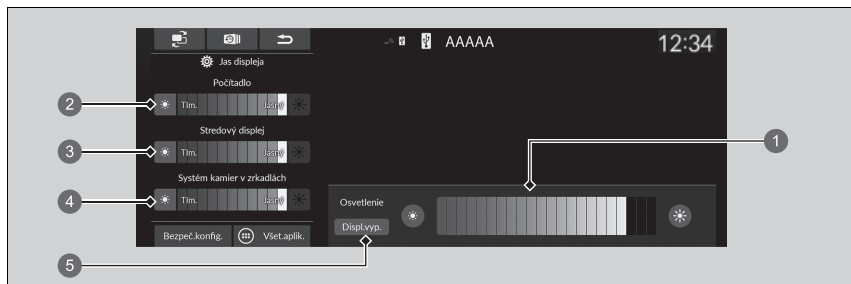 AAAAA
12:34
Jas displeja
Počítadlo
Tlm. Jasný
Stredový displej
Tlm. Jasný
Systém kamier v zrkadlách
Tlm. Jasný
Bezpeč.konfig. Všet.aplik.
Osvetlenie
Displ.vyp.
1
2
3
4
5